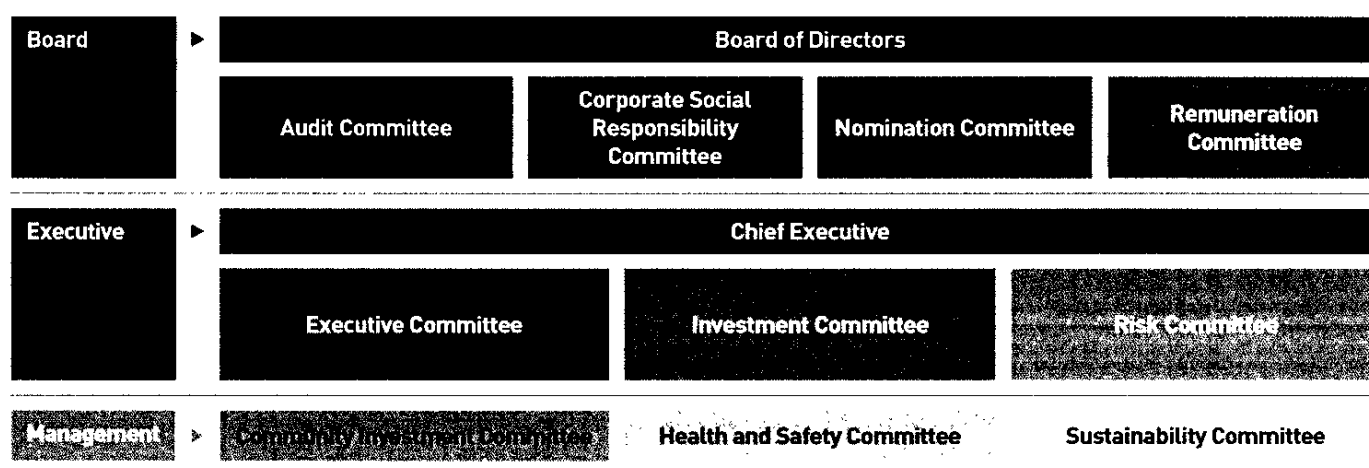 Board
Board of Directors
Audit Committee
Corporate Social
Responsibility
Committee
Nomination Committee
Remuneration
Committee
Executive
Chief Executive
Executive Committee
Investment Committee
Risk Committee
Management
Community Investment Committee
Health and Safety Committee
Sustainability Committee